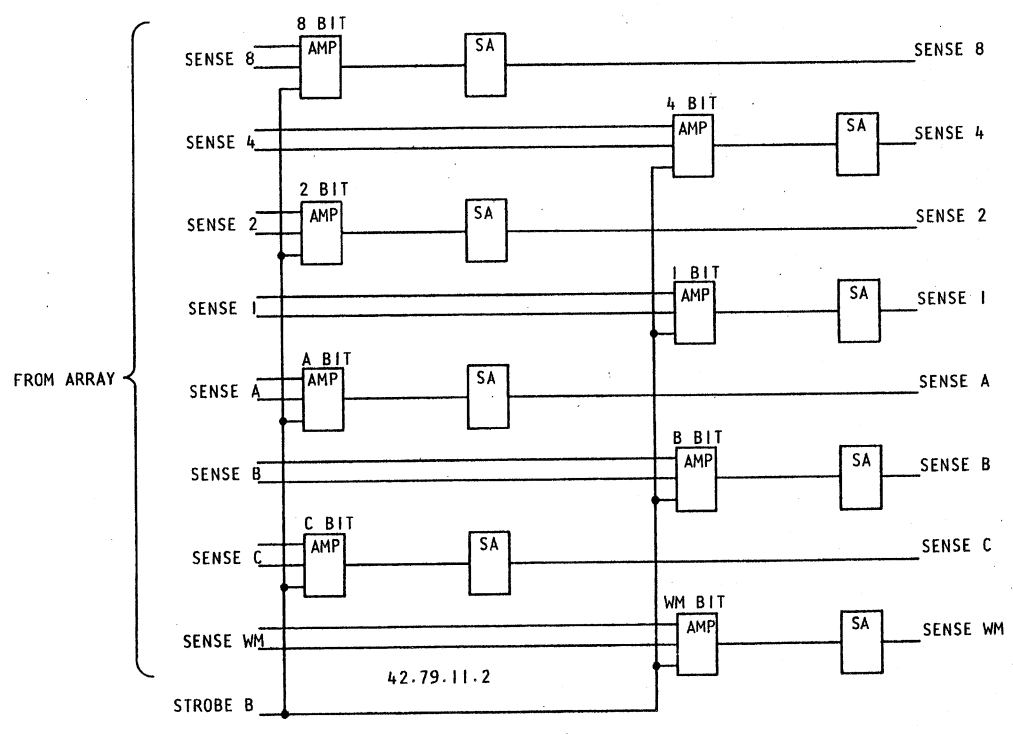 8 BIT
AMP
SA
SENSE 8
SENSE 8
4 BIT
AMP
SA
SENSE 4
SENSE 4
2 BIT
AMP
SA
SENSE 2
SENSE 2
1 BIT
AMP
SA
SENSE 1
SENSE 1
FROM ARRAY
A BIT
AMP
SA
SENSE A
SENSE A
B BIT
AMP
SA
SENSE B
SENSE B
C BIT
AMP
SA
SENSE C
SENSE C
WM BIT
AMP
SA
SENSE WM
SENSE WM
42.79.11.2
STROBE B